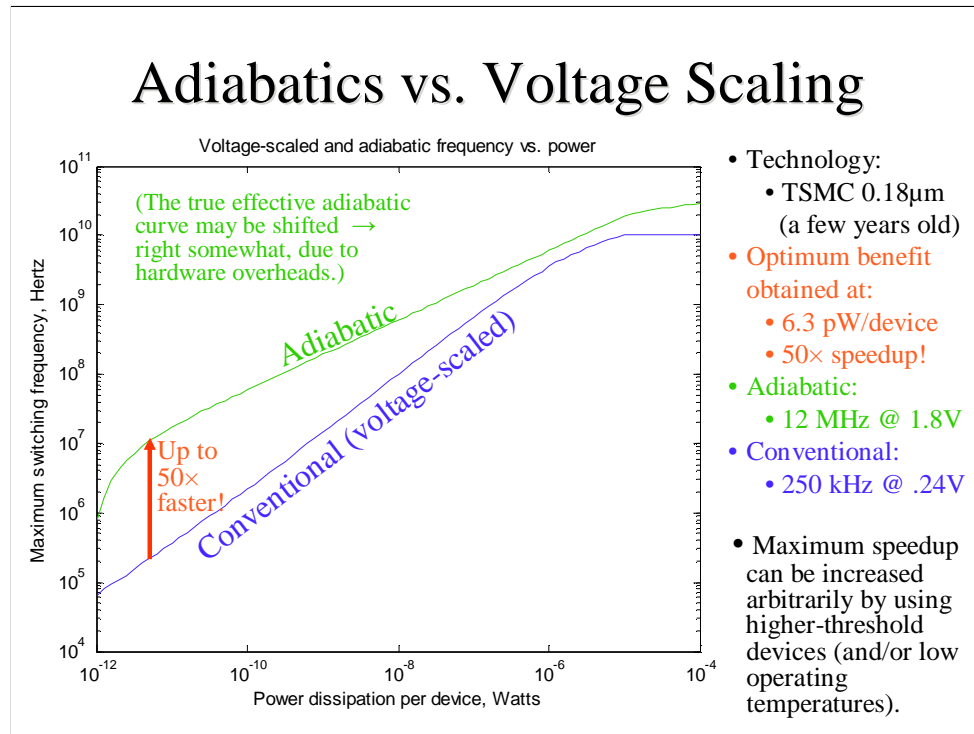 Adiabatics vs. Voltage Scaling
Voltage-scaled and adiabatic frequency vs. power
Maximum switching frequency, Hertz
10^11
10^10
10^9
10^8
10^7
10^6
10^5
10^4
(The true effective adiabatic
curve may be shifted →
right somewhat, due to
hardware overheads.)
Adiabatic
Conventional (voltage-scaled)
Up to
50×
faster!
10^-12
10^-10
10^-8
10^-6
10^-4
Power dissipation per device, Watts
• Technology:
• TSMC 0.18µm
(a few years old)
• Optimum benefit
obtained at:
• 6.3 pW/device
• 50× speedup!
• Adiabatic:
• 12 MHz @ 1.8V
• Conventional:
• 250 kHz @ .24V
• Maximum speedup
can be increased
arbitrarily by using
higher-threshold
devices (and/or low
operating
temperatures).